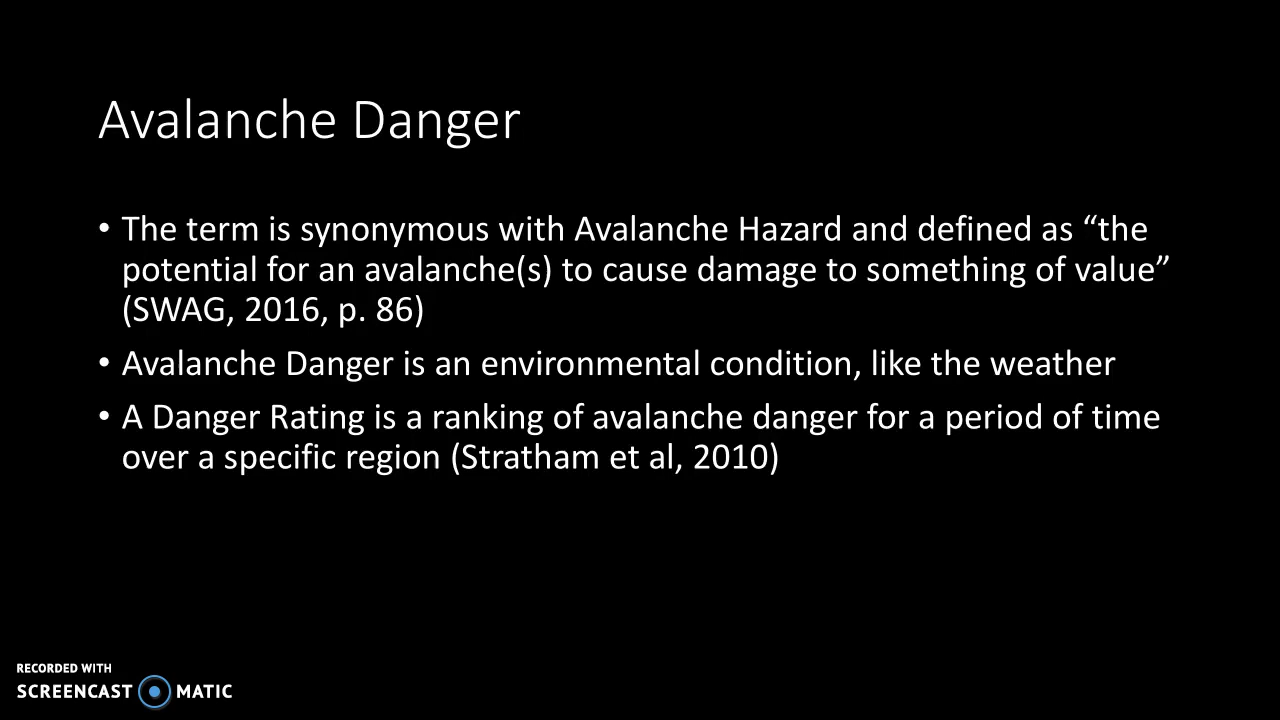 Avalanche Danger
• The term is synonymous with Avalanche Hazard and defined as “the
potential for an avalanche(s) to cause damage to something of value”
(SWAG, 2016, p. 86)
• Avalanche Danger is an environmental condition, like the weather
• A Danger Rating is a ranking of avalanche danger for a period of time
over a specific region (Stratham et al, 2010)
RECORDED WITH
SCREENCAST MATIC